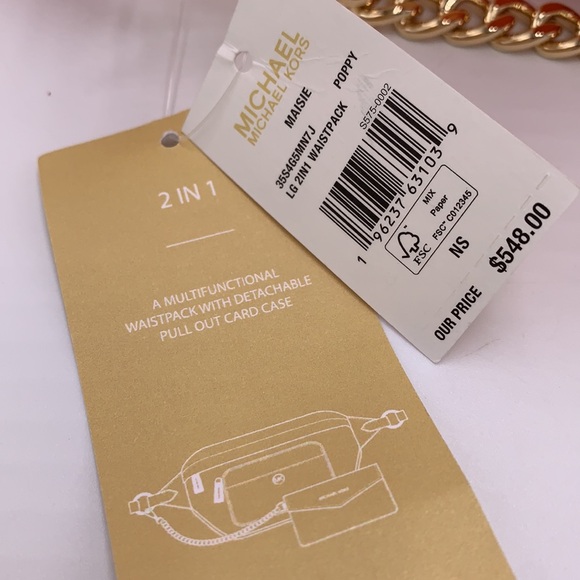 MICHAEL
MICHAEL KORS
MAISIE POPPY
35S4G5MN7J
LG 2IN1 WAISTPACK
S575-0002
1 96237 63103 9
FSC
MIX
Paper
FSC™ C012345
NS
OUR PRICE $548.00
2 IN 1
A MULTIFUNCTIONAL
WAISTPACK WITH DETACHABLE
PULL OUT CARD CASE